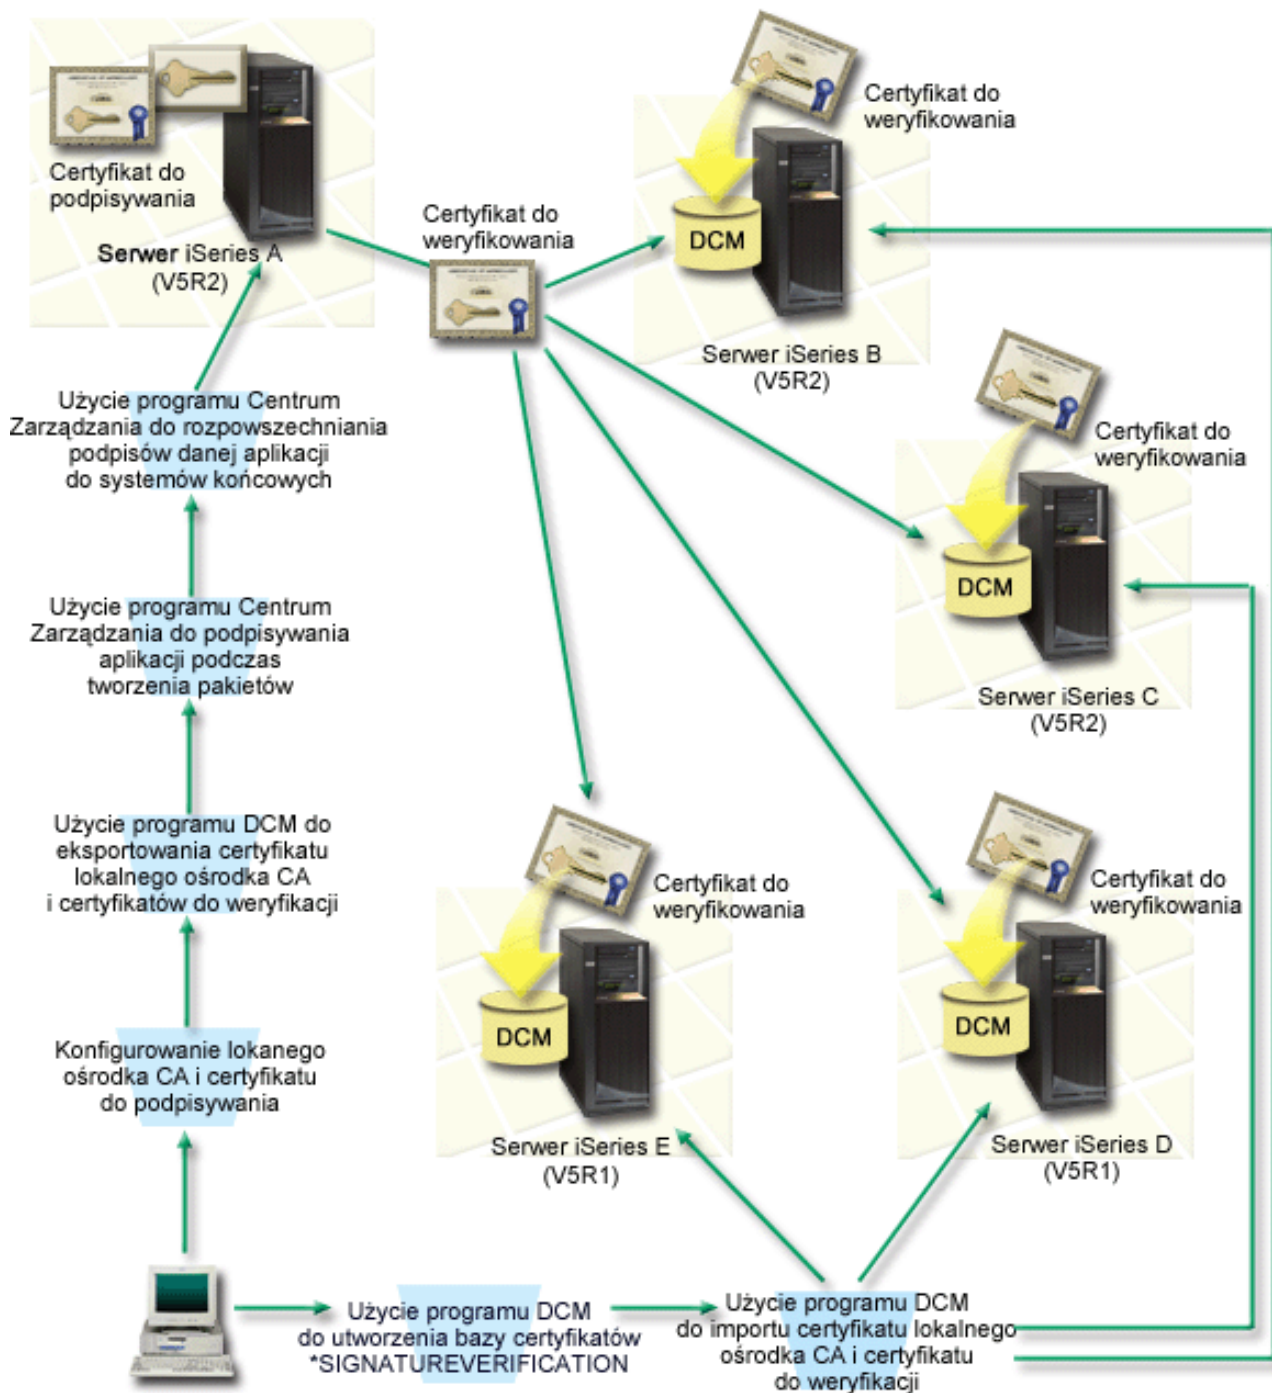 Certyfikat do
podpisywania
Serwer iSeries A
(V5R2)
Certyfikat do
weryfikowania
Certyfikat do
weryfikowania
DCM
Serwer iSeries B
(V5R2)
Certyfikat do
weryfikowania
DCM
Serwer iSeries C
(V5R2)
Użycie programu Centrum
Zarządzania do rozpowszechniania
podpisów danej aplikacji
do systemów końcowych
Użycie programu Centrum
Zarządzania do podpisywania
aplikacji podczas
tworzenia pakietów
Użycie programu DCM do
eksportowania certyfikatu
lokalnego ośrodka CA
i certyfikatów do weryfikacji
Konfigurowanie lokanego
ośrodka CA i certyfikatu
do podpisywania
Certyfikat do
weryfikowania
DCM
Serwer iSeries E
(V5R1)
Certyfikat do
weryfikowania
DCM
Serwer iSeries D
(V5R1)
Użycie programu DCM
do utworzenia bazy certyfikatów
*SIGNATUREVERIFICATION
Użycie programu DCM
do importu certyfikatu lokalnego
ośrodka CA i certyfikatu
do weryfikacji